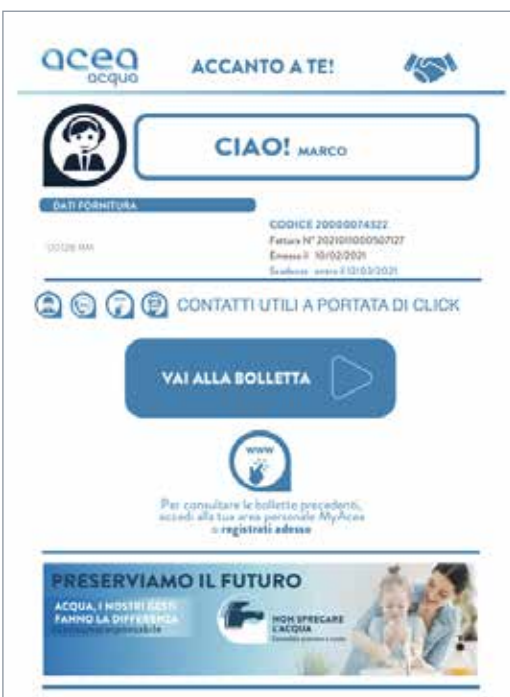 acea
acqua
ACCANTO A TE!
CIAO! MARCO
DATI FORNITURA
CODICE 20000074322
Fattura N° 2021011000507127
Emessa il 10/02/2021
Scadenza entro il 12/03/2021
CONTATTI UTILI A PORTATA DI CLICK
VAI ALLA BOLLETTA
www
Per consultare le bollette precedenti,
accedi alla tua area personale MyAcea
o registrati adesso
PRESERVIAMO IL FUTURO
ACQUA, I NOSTRI GESTI
FANNO LA DIFFERENZA
NON SPRECARE
L'ACQUA